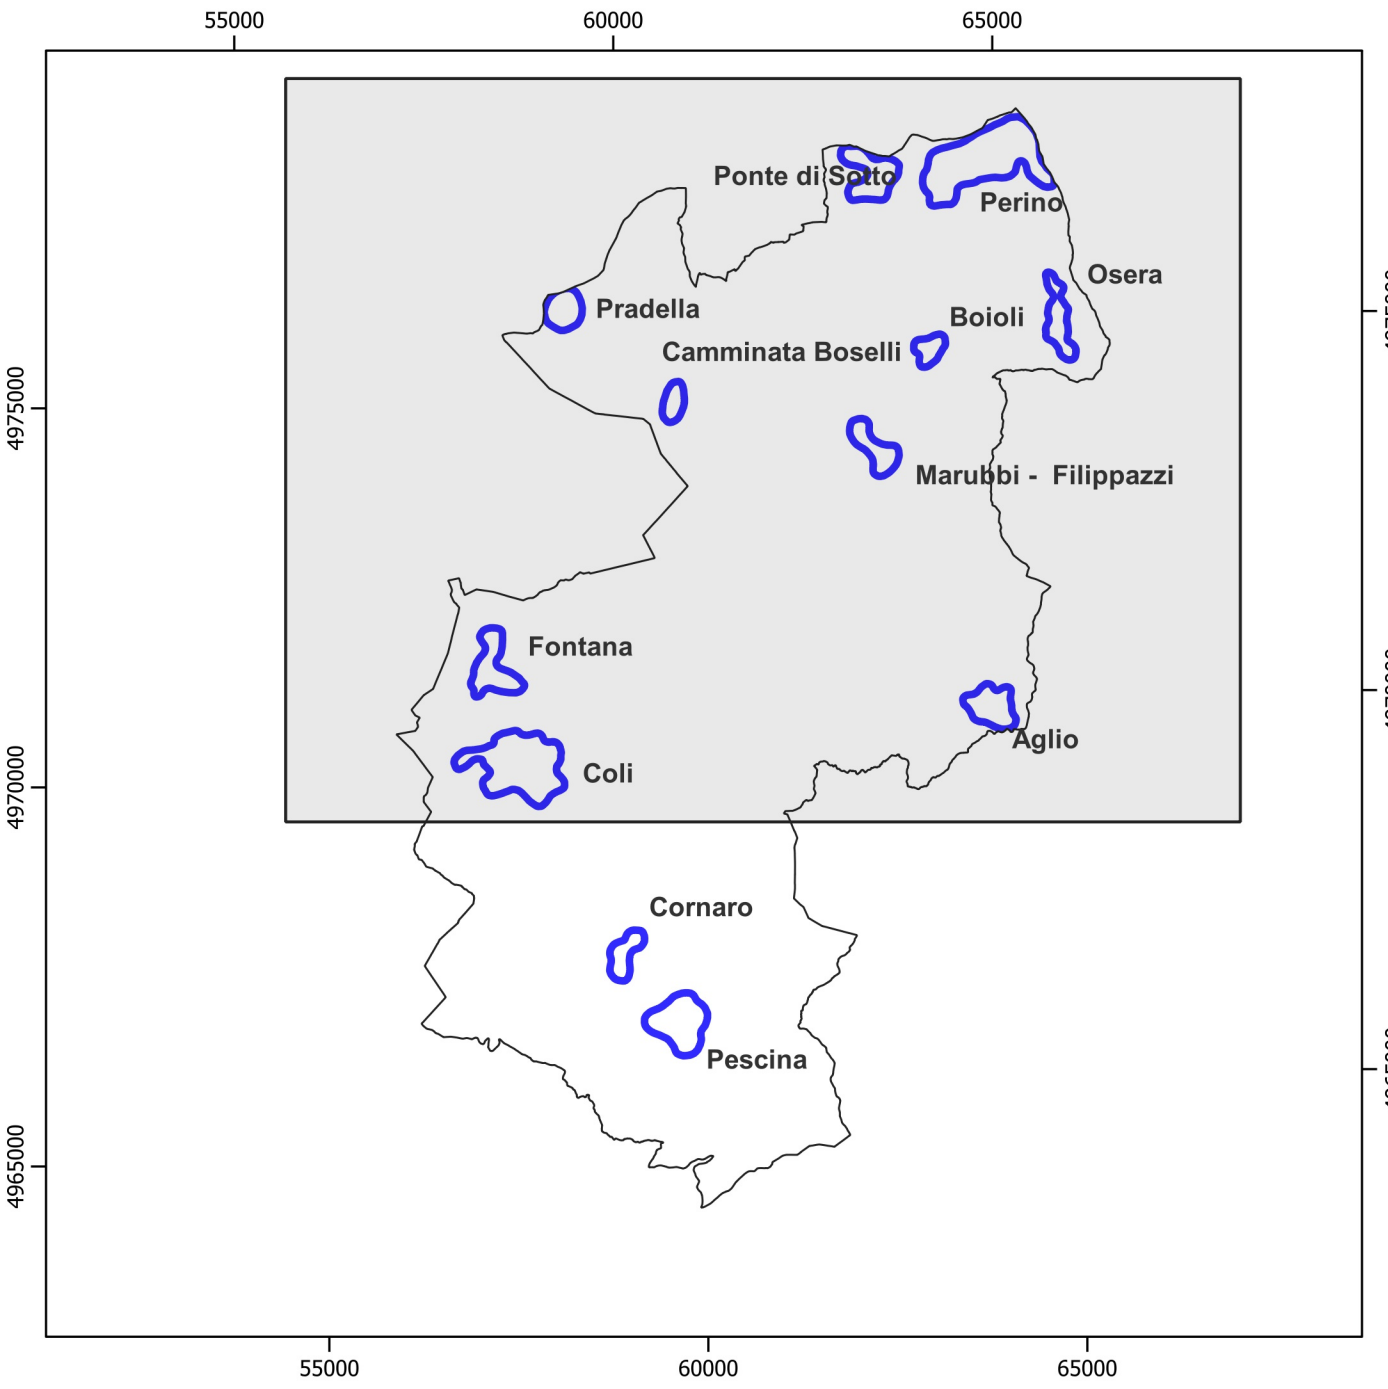 55000 60000 65000
Ponte di Sotto
Perino
Osera
Pradella
Boioli
Camminata Boselli
4975000
Marubbi - Filippazzi
Fontana
Aglio
Coli
4970000
Cornaro
Pescina
4965000
55000 60000 65000